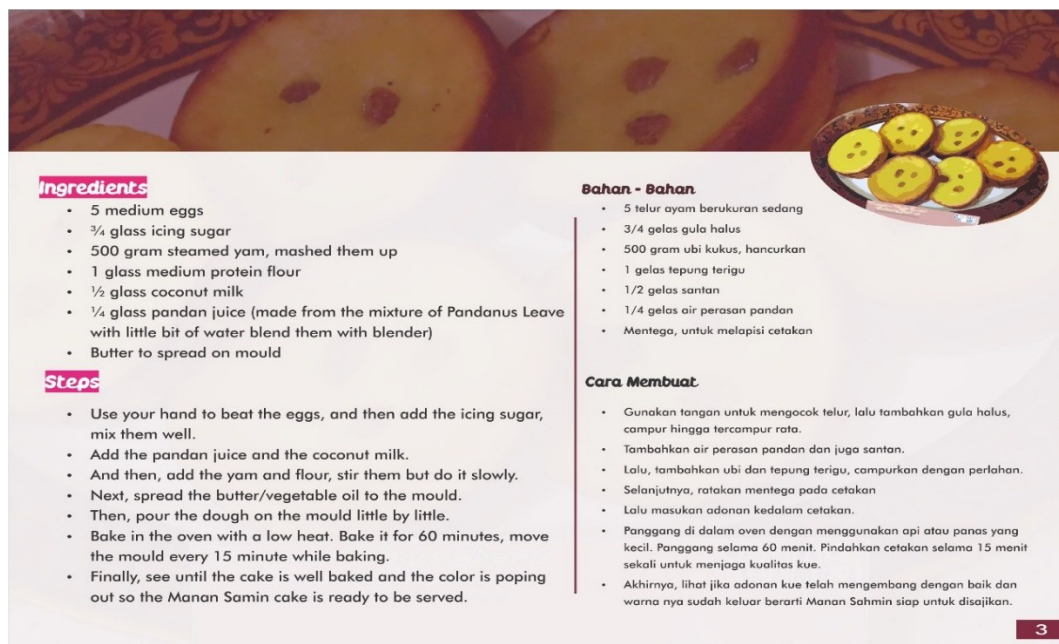 Ingredients
• 5 medium eggs
• ¾ glass icing sugar
• 500 gram steamed yam, mashed them up
• 1 glass medium protein flour
• ½ glass coconut milk
• ¼ glass pandan juice (made from the mixture of Pandanus Leave
with little bit of water blend them with blender)
• Butter to spread on mould
Steps
• Use your hand to beat the eggs, and then add the icing sugar,
mix them well.
• Add the pandan juice and the coconut milk.
• And then, add the yam and flour, stir them but do it slowly.
• Next, spread the butter/vegetable oil to the mould.
• Then, pour the dough on the mould little by little.
• Bake in the oven with a low heat. Bake it for 60 minutes, move
the mould every 15 minute while baking.
• Finally, see until the cake is well baked and the color is poping
out so the Manan Samin cake is ready to be served.
Bahan - Bahan
• 5 telur ayam berukuran sedang
• 3/4 gelas gula halus
• 500 gram ubi kukus, hancurkan
• 1 gelas tepung terigu
• 1/2 gelas santan
• 1/4 gelas air perasan pandan
• Mentega, untuk melapisi cetakan
Cara Membuat
• Gunakan tangan untuk mengocok telur, lalu tambahkan gula halus,
campur hingga tercampur rata.
• Tambahkan air perasan pandan dan juga santan.
• Lalu, tambahkan ubi dan tepung terigu, campurkan dengan perlahan.
• Selanjutnya, ratakan mentega pada cetakan
• Lalu masukan adonan kedalam cetakan.
• Panggang di dalam oven dengan menggunakan api atau panas yang
kecil. Panggang selama 60 menit. Pindahkan cetakan selama 15 menit
sekali untuk menjaga kualitas kue.
• Akhirnya, lihat jika adonan kue telah mengembang dengan baik dan
warna nya sudah keluar berarti Manan Sahmin siap untuk disajikan.
3